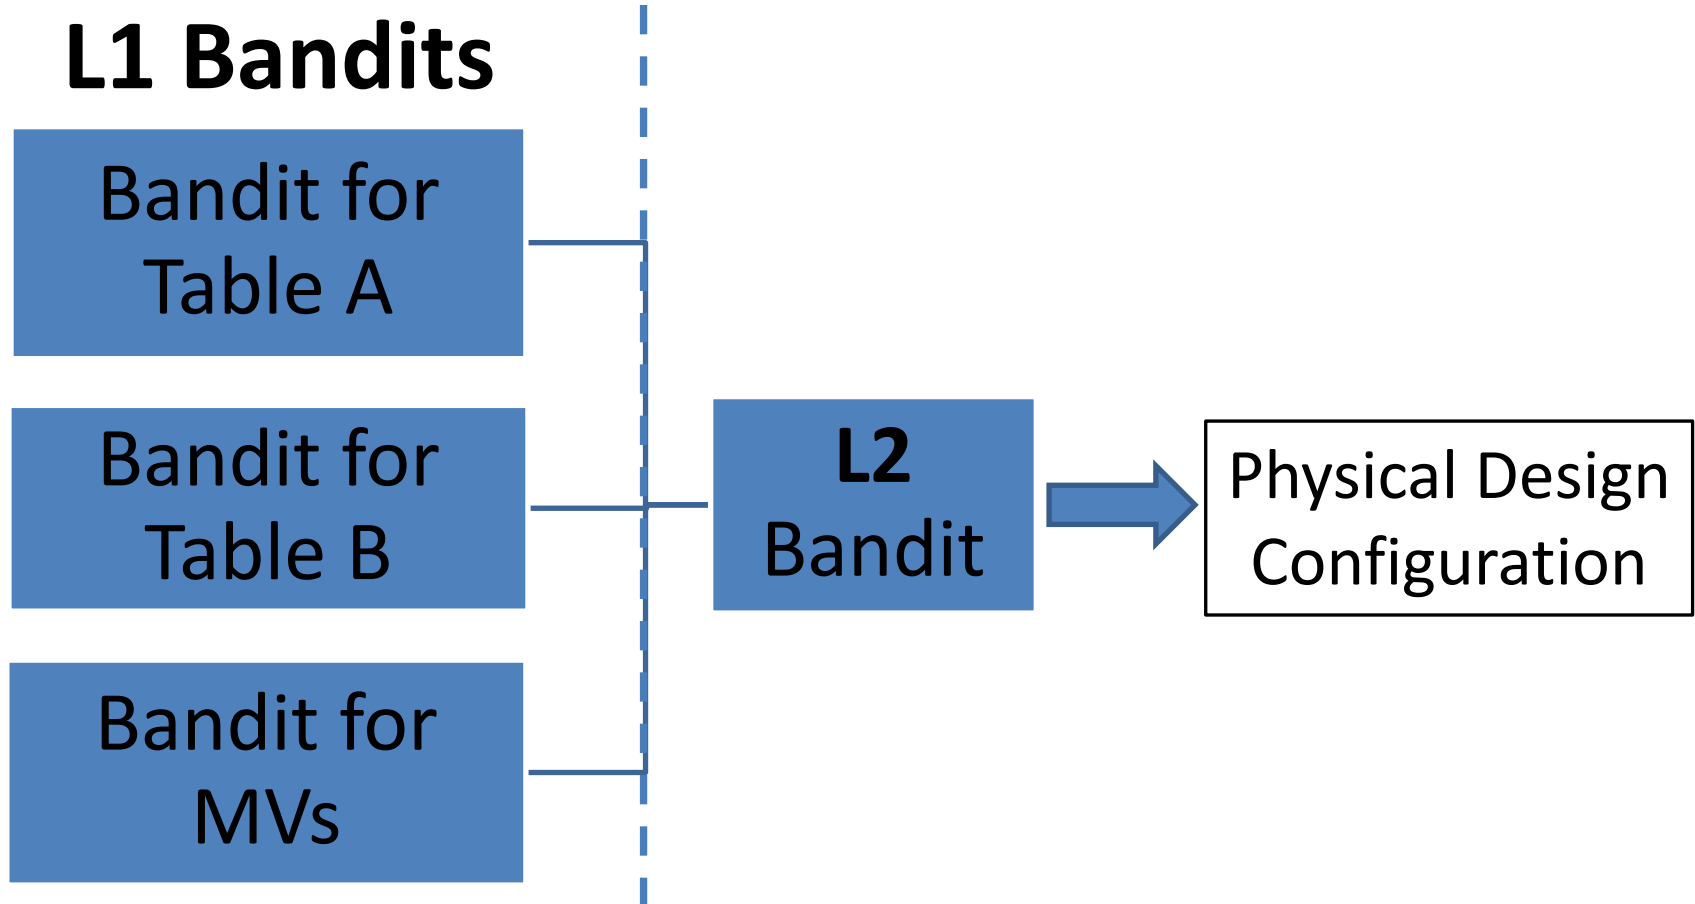 L1 Bandits
Bandit for
Table A
Bandit for
Table B
Bandit for
MVs
L2
Bandit
Physical Design
Configuration